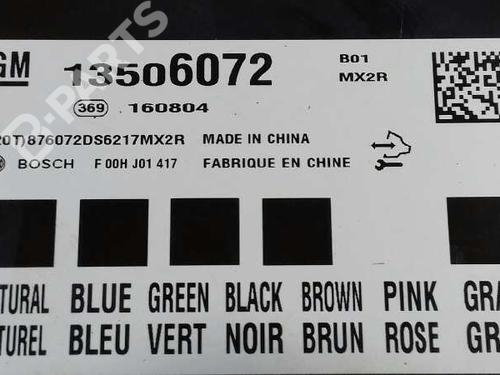 GM 13506072 B01
MX2R
369 160804
20T)876072DS6217MX2R MADE IN CHINA
BOSCH F 00H J01 417 FABRIQUE EN CHINE
TURAL BLUE GREEN BLACK BROWN PINK GRA
TUREL BLEU VERT NOIR BRUN ROSE GR
B-PARTS